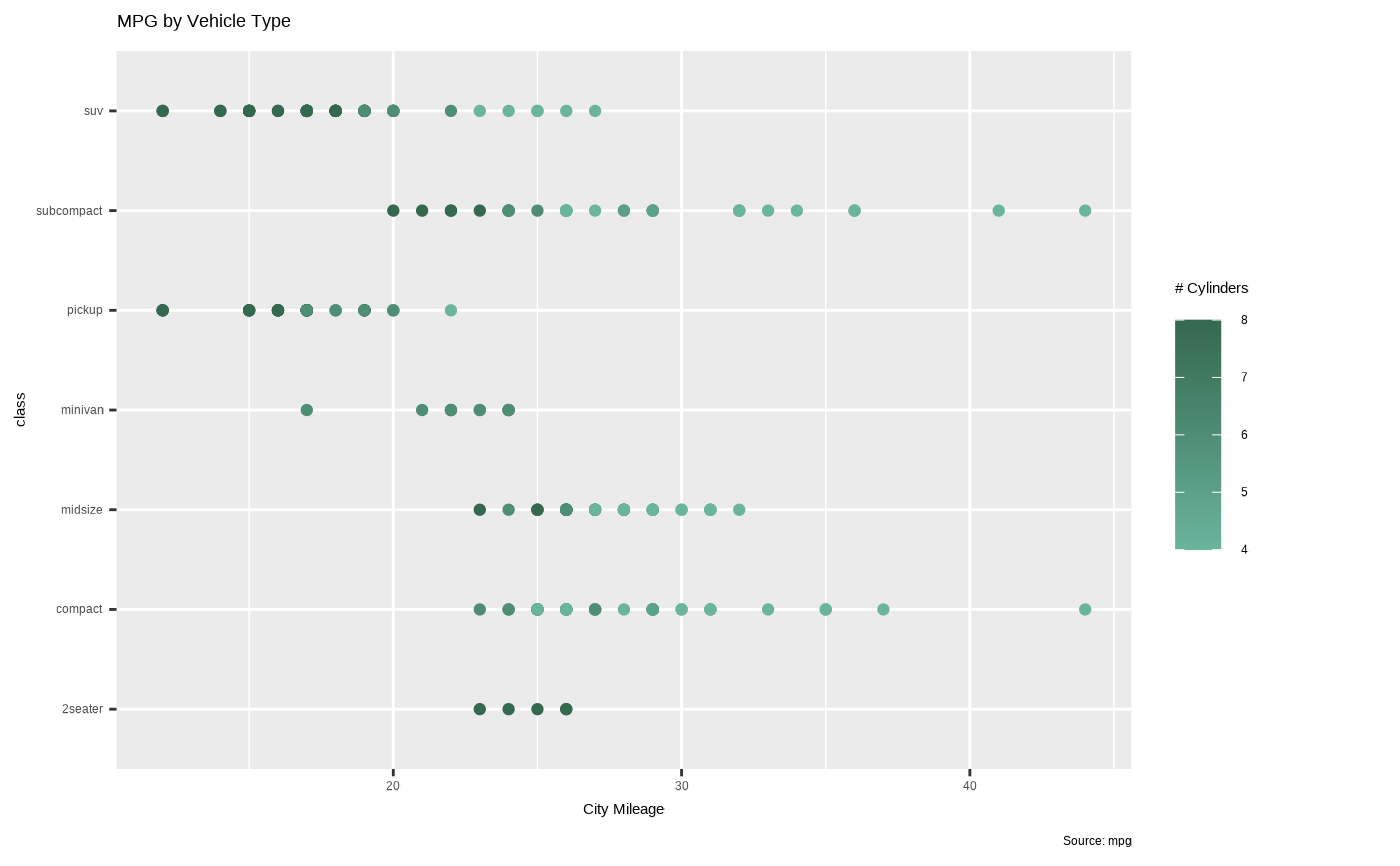 MPG by Vehicle Type
suv
subcompact
pickup
minivan
midsize
compact
2seater
class
20 30 40
City Mileage
# Cylinders
8
7
6
5
4
Source: mpg